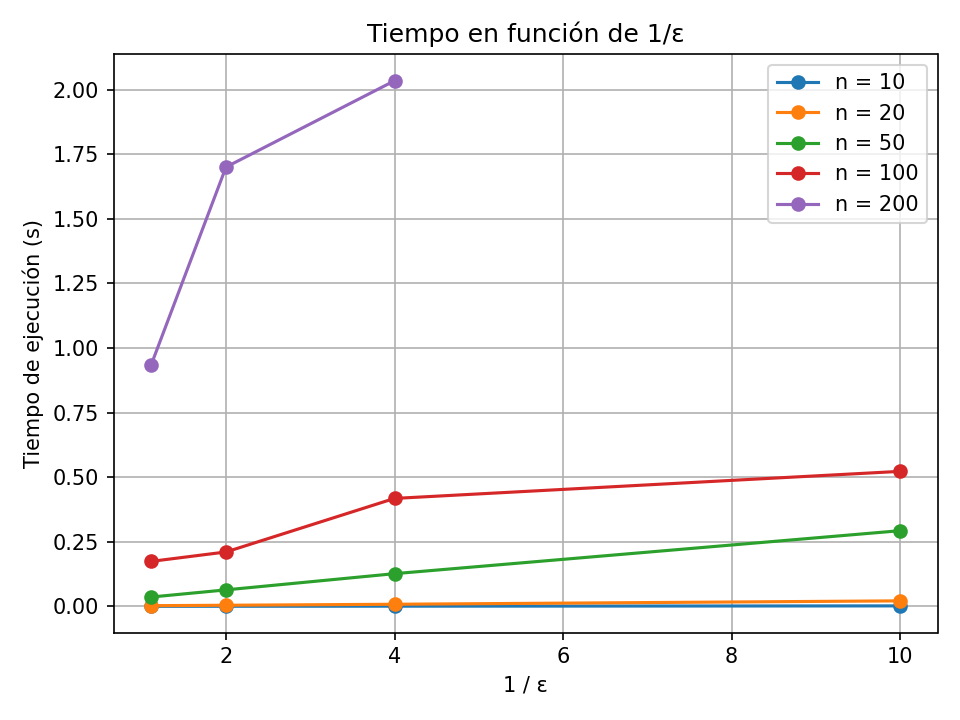 Tiempo en función de 1/ε
n = 10
n = 20
n = 50
n = 100
n = 200
Tiempo de ejecución (s)
2.00
1.75
1.50
1.25
1.00
0.75
0.50
0.25
0.00
2 4 6 8 10
1 / ε